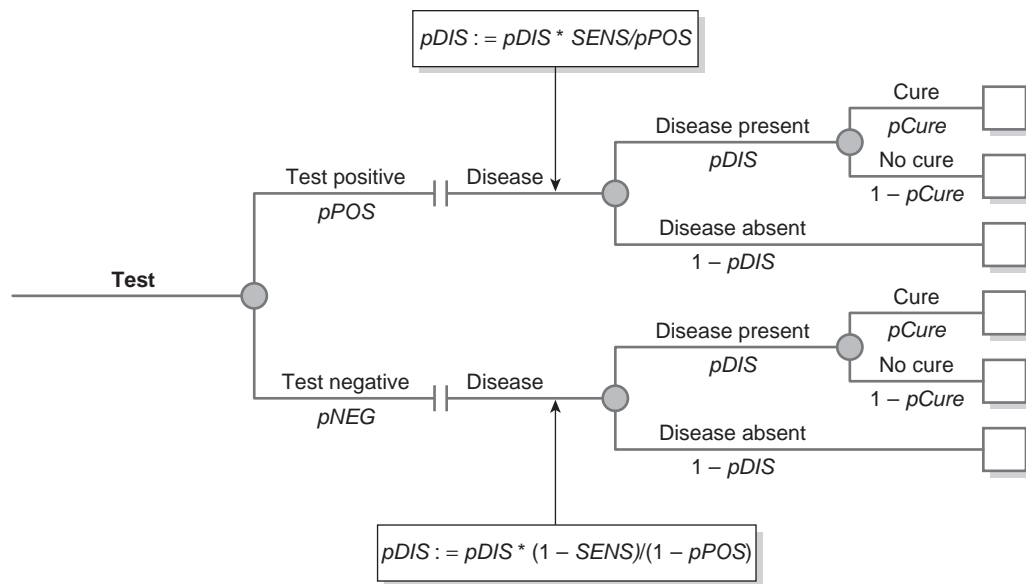 pDIS : = pDIS * SENS/pPOS
Cure
pCure
Disease present
pDIS
No cure
1 – pCure
Test positive
pPOS
Disease
Disease absent
1 – pDIS
Test
Cure
pCure
Disease present
pDIS
No cure
1 – pCure
Test negative
pNEG
Disease
Disease absent
1 – pDIS
pDIS : = pDIS * (1 – SENS)/(1 – pPOS)